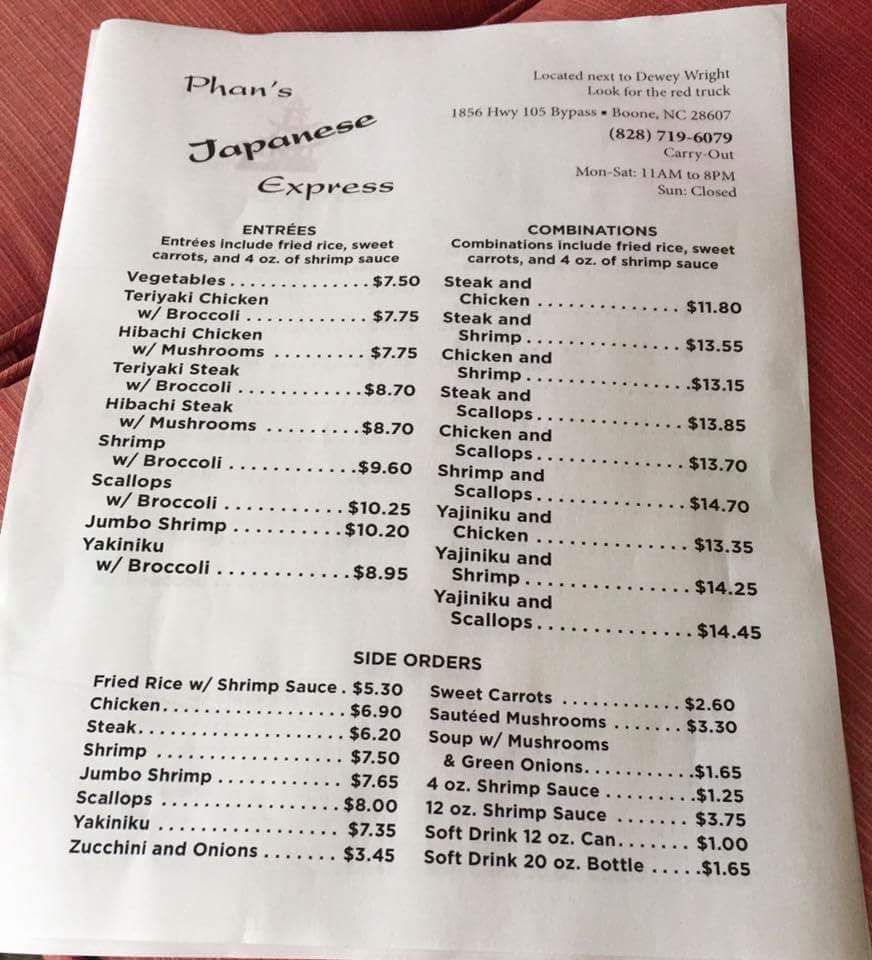 Phan's
Japanese
Express
Located next to Dewey Wright
Look for the red truck
1856 Hwy 105 Bypass • Boone, NC 28607
(828) 719-6079
Carry-Out
Mon-Sat: 11AM to 8PM
Sun: Closed
ENTRÉES
Entrées include fried rice, sweet
carrots, and 4 oz. of shrimp sauce
Vegetables . . . . . . . . . . . . . . $7.50
Teriyaki Chicken
w/ Broccoli . . . . . . . . . . . . $7.75
Hibachi Chicken
w/ Mushrooms . . . . . . . . . $7.75
Teriyaki Steak
w/ Broccoli . . . . . . . . . . . . $8.70
Hibachi Steak
w/ Mushrooms . . . . . . . . . $8.70
Shrimp
w/ Broccoli . . . . . . . . . . . . $9.60
Scallops
w/ Broccoli . . . . . . . . . . . $10.25
Jumbo Shrimp . . . . . . . . . . $10.20
Yakiniku
w/ Broccoli . . . . . . . . . . . . $8.95
COMBINATIONS
Combinations include fried rice, sweet
carrots, and 4 oz. of shrimp sauce
Steak and
Chicken . . . . . . . . . . . . . $11.80
Steak and
Shrimp . . . . . . . . . . . . . . $13.55
Chicken and
Shrimp . . . . . . . . . . . . . . $13.15
Steak and
Scallops . . . . . . . . . . . . . $13.85
Chicken and
Scallops . . . . . . . . . . . . . $13.70
Shrimp and
Scallops . . . . . . . . . . . . . $14.70
Yajiniku and
Chicken . . . . . . . . . . . . . $13.35
Yajiniku and
Shrimp . . . . . . . . . . . . . . $14.25
Yajiniku and
Scallops . . . . . . . . . . . . . $14.45
SIDE ORDERS
Fried Rice w/ Shrimp Sauce . $5.30
Chicken . . . . . . . . . . . . . . . . . $6.90
Steak . . . . . . . . . . . . . . . . . . . $6.20
Shrimp . . . . . . . . . . . . . . . . . $7.50
Jumbo Shrimp . . . . . . . . . . . $7.65
Scallops . . . . . . . . . . . . . . . . $8.00
Yakiniku . . . . . . . . . . . . . . . . $7.35
Zucchini and Onions . . . . . . . $3.45
Sweet Carrots . . . . . . . . . . . $2.60
Sautéed Mushrooms . . . . . . . $3.30
Soup w/ Mushrooms
& Green Onions . . . . . . . . . . $1.65
4 oz. Shrimp Sauce . . . . . . . . $1.25
12 oz. Shrimp Sauce . . . . . . . $3.75
Soft Drink 12 oz. Can . . . . . . . $1.00
Soft Drink 20 oz. Bottle . . . . . $1.65